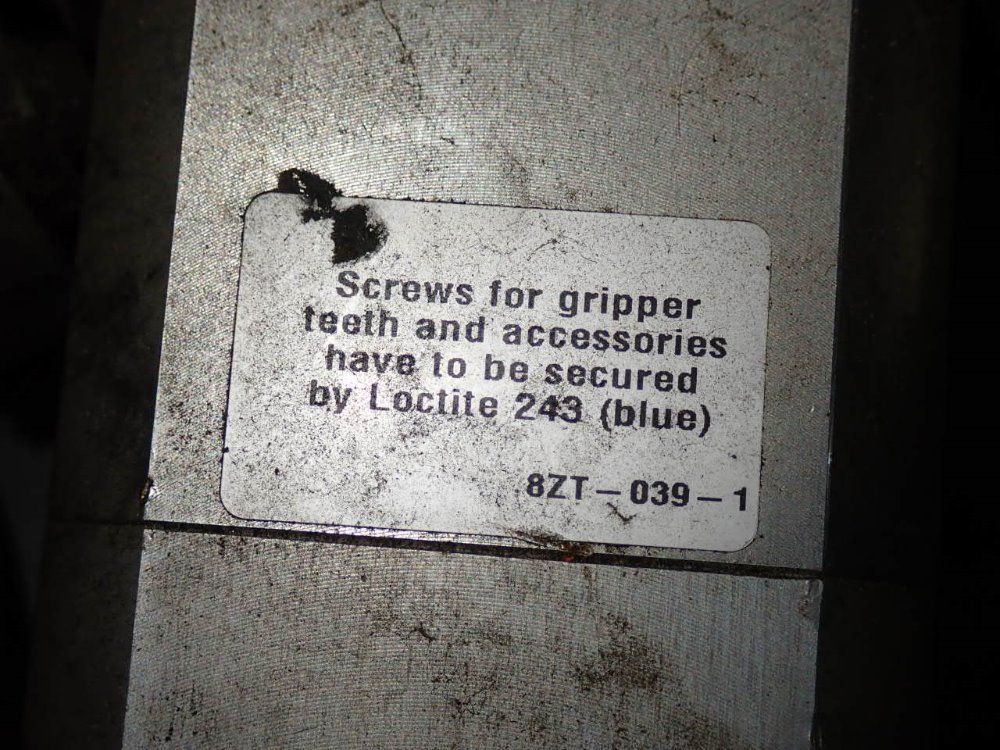 Screws for gripper
teeth and accessories
have to be secured
by Loctite 243 (blue)
8ZT-039-1